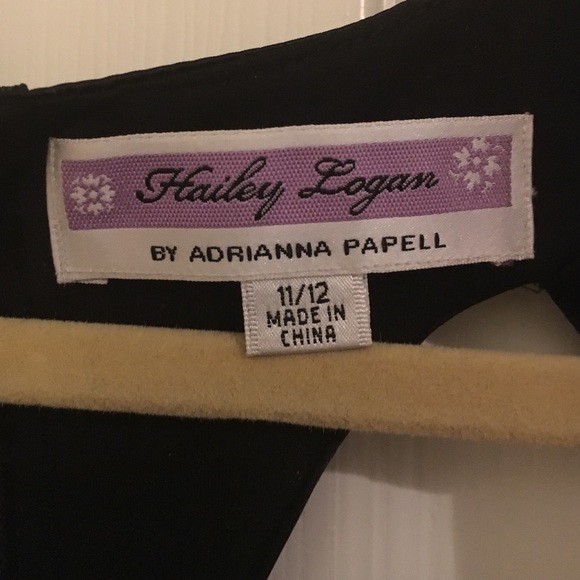 Hailey Logan
BY ADRIANNA PAPELL
11/12
MADE IN
CHINA